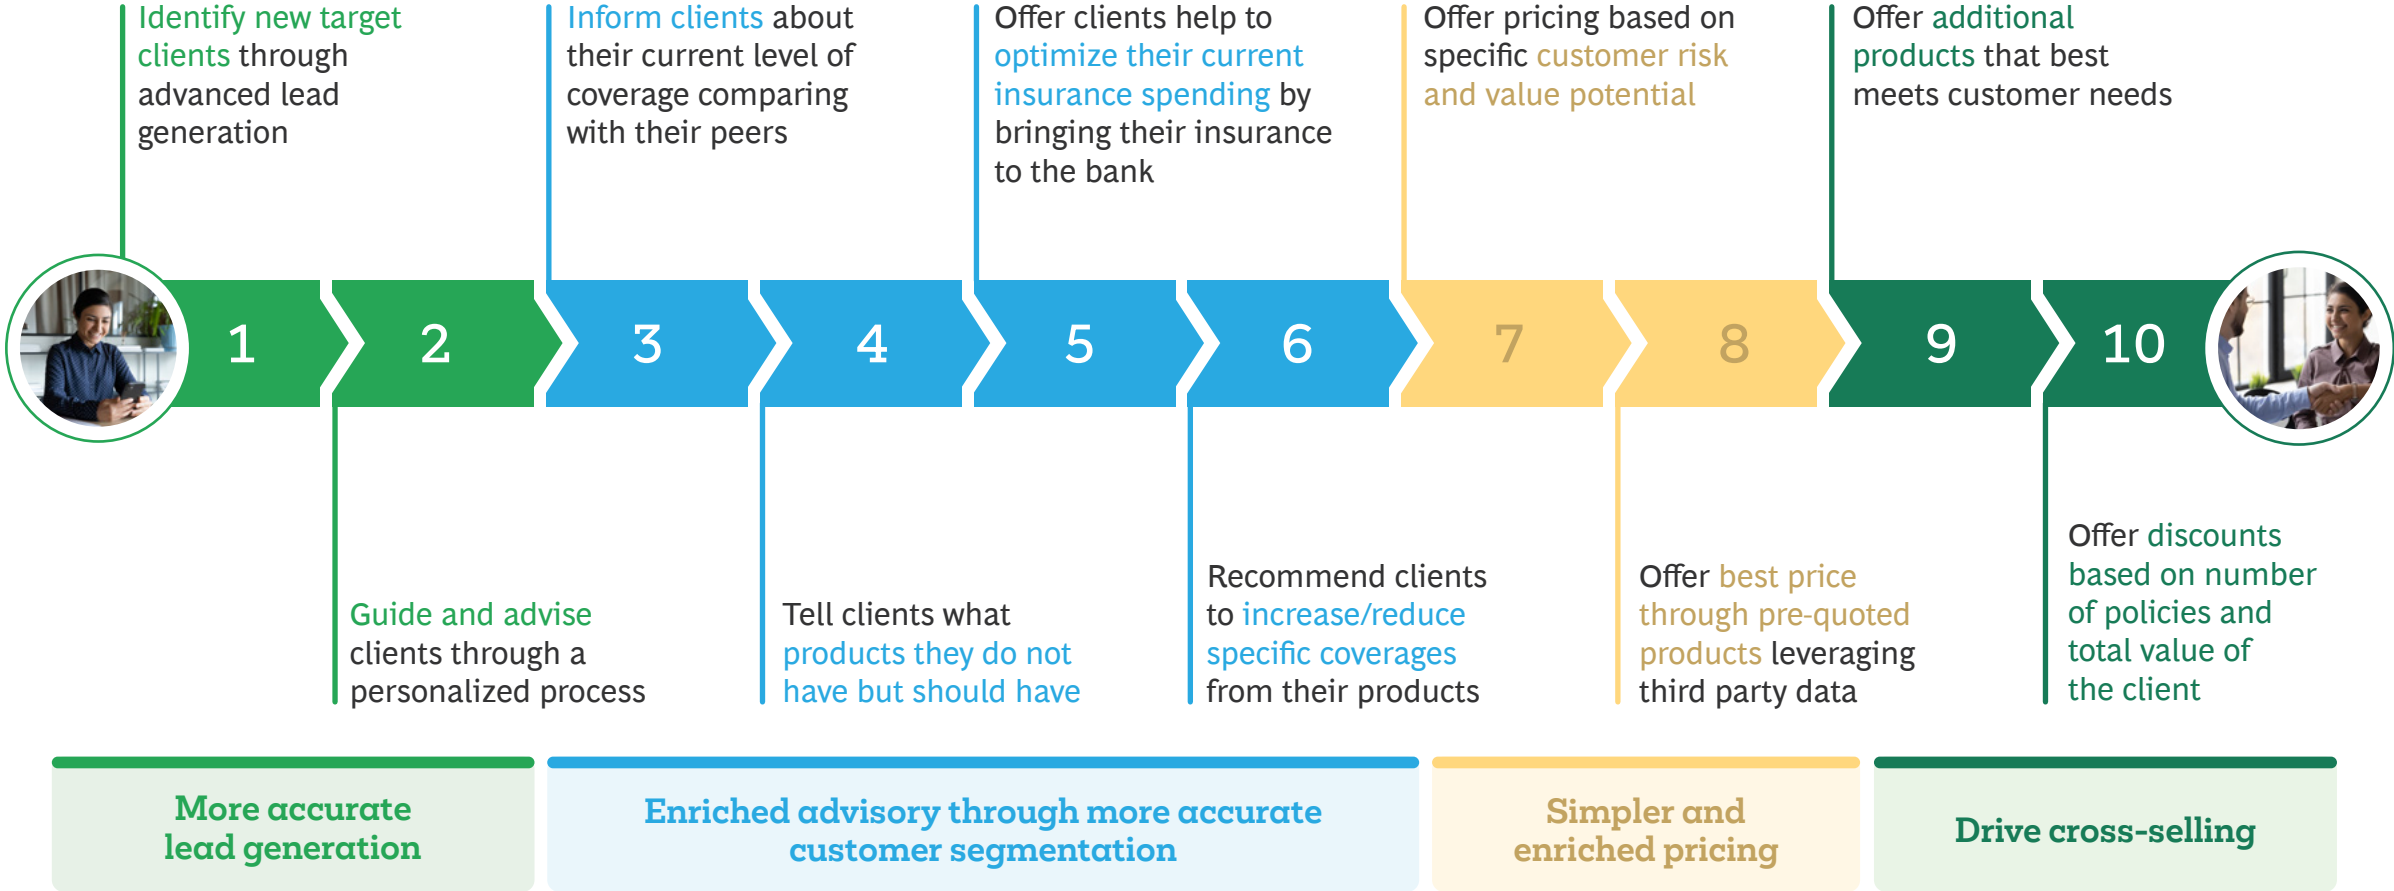 Identify new target
clients through
advanced lead
generation
Inform clients about
their current level of
coverage comparing
with their peers
Offer clients help to
optimize their current
insurance spending by
bringing their insurance
to the bank
Offer pricing based on
specific customer risk
and value potential
Offer additional
products that best
meets customer needs
1
2
3
4
5
6
7
8
9
10
Guide and advise
clients through a
personalized process
Tell clients what
products they do not
have but should have
Recommend clients
to increase/reduce
specific coverages
from their products
Offer best price
through pre-quoted
products leveraging
third party data
Offer discounts
based on number
of policies and
total value of
the client
More accurate
lead generation
Enriched advisory through more accurate
customer segmentation
Simpler and
enriched pricing
Drive cross-selling